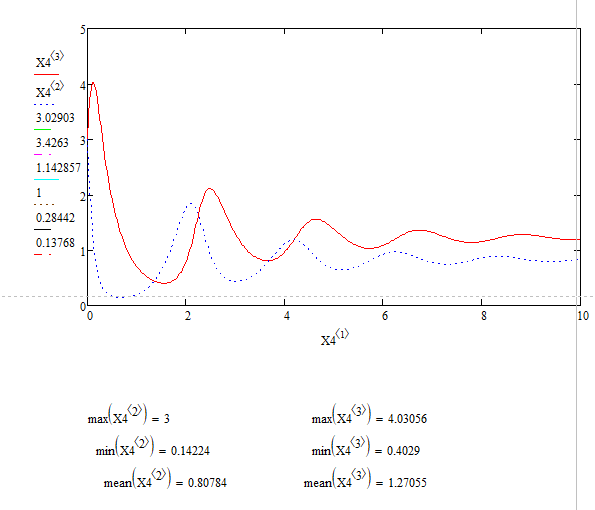 5
X4⟨3⟩
X4⟨2⟩
4
3.02903
3.4263
3
1.142857
1
2
0.28442
0.13768
1
0
0 2 4 6 8 10
X4⟨1⟩
max(X4⟨2⟩) = 3 max(X4⟨3⟩) = 4.03056
min(X4⟨2⟩) = 0.14224 min(X4⟨3⟩) = 0.4029
mean(X4⟨2⟩) = 0.80784 mean(X4⟨3⟩) = 1.27055